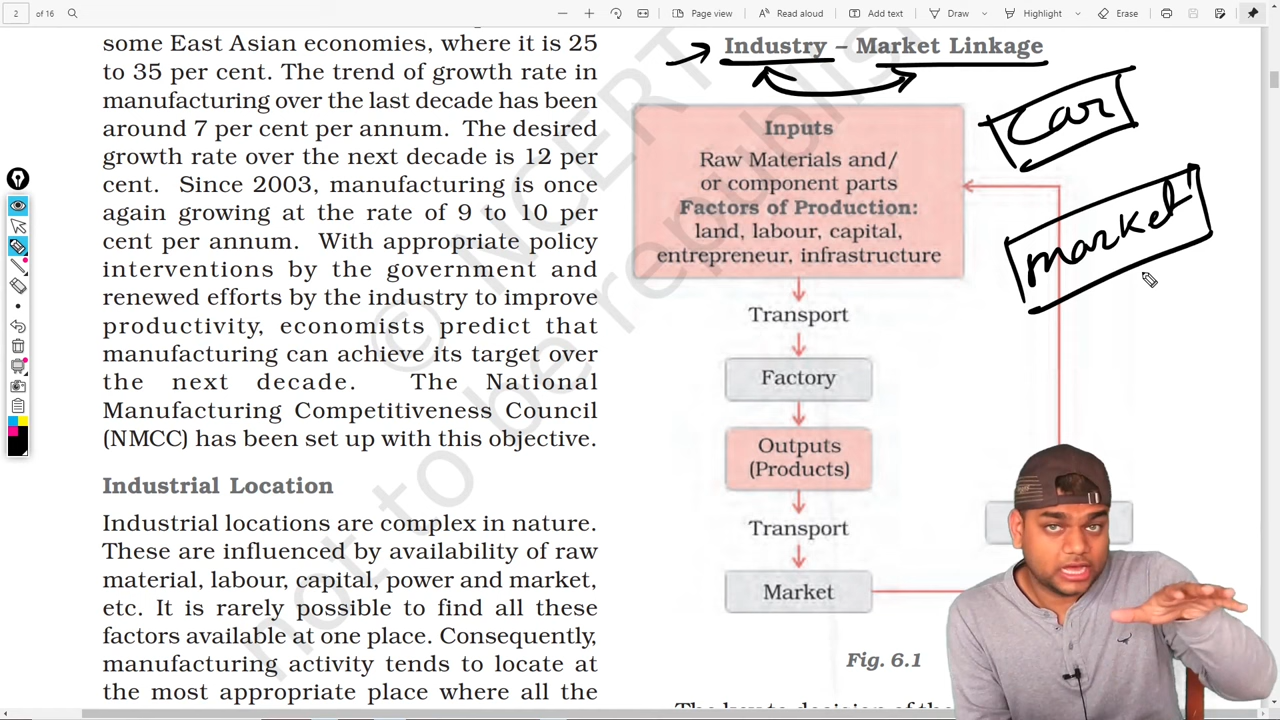 2 of 16
Page view
Read aloud
Add text
Draw
Highlight
Erase
some East Asian economies, where it is 25
to 35 per cent. The trend of growth rate in
manufacturing over the last decade has been
around 7 per cent per annum. The desired
growth rate over the next decade is 12 per
cent. Since 2003, manufacturing is once
again growing at the rate of 9 to 10 per
cent per annum. With appropriate policy
interventions by the government and
renewed efforts by the industry to improve
productivity, economists predict that
manufacturing can achieve its target over
the next decade. The National
Manufacturing Competitiveness Council
(NMCC) has been set up with this objective.
Industrial Location
Industrial locations are complex in nature.
These are influenced by availability of raw
material, labour, capital, power and market,
etc. It is rarely possible to find all these
factors available at one place. Consequently,
manufacturing activity tends to locate at
the most appropriate place where all the
Industry – Market Linkage
Inputs
Raw Materials and/
or component parts
Factors of Production:
land, labour, capital,
entrepreneur, infrastructure
Transport
Factory
Outputs
(Products)
Transport
Market
Fig. 6.1
car
market
© NCERT
not to be republis